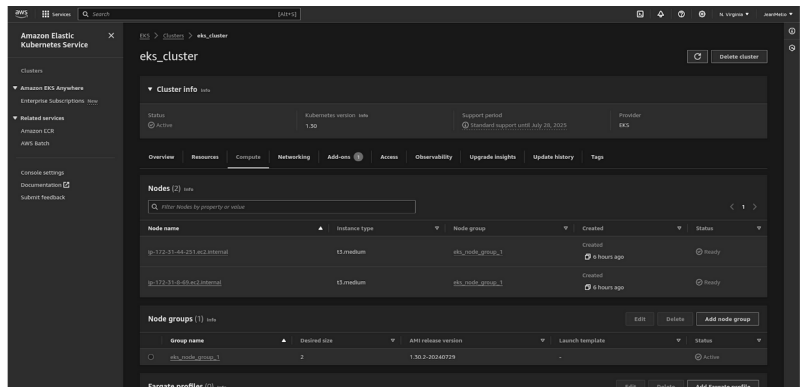 aws Services Search [Alt+S] N. Virginia JeanMelin
Amazon Elastic Kubernetes Service
Clusters
Amazon EKS Anywhere
Enterprise Subscriptions New
Related services
Amazon ECR
AWS Batch
Console settings
Documentation
Submit feedback
EKS > Clusters > eks_cluster
eks_cluster
Delete cluster
Cluster info Info
Status
Active
Kubernetes version Info
1.30
Support period
Standard support until July 28, 2025
Provider
EKS
Overview Resources Compute Networking Add-ons 1 Access Observability Upgrade insights Update history Tags
Nodes (2) Info
Filter Nodes by property or value
1
Node name Instance type Node group Created Status
ip-172-31-44-251.ec2.internal t3.medium eks_node_group_1 Created 6 hours ago Ready
ip-172-31-6-69.ec2.internal t3.medium eks_node_group_1 Created 6 hours ago Ready
Node groups (1) Info
Edit Delete Add node group
Group name Desired size AMI release version Launch template Status
eks_node_group_1 2 1.30.2-20240729 - Active
Fargate profiles (0) Info
Edit Delete Add Fargate profile